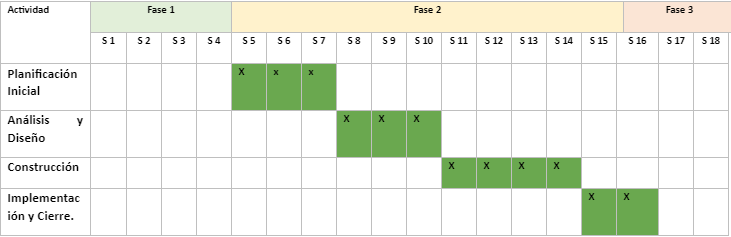 Actividad Fase 1 Fase 2 Fase 3
S 1 S 2 S 3 S 4 S 5 S 6 S 7 S 8 S 9 S 10 S 11 S 12 S 13 S 14 S 15 S 16 S 17 S 18
Planificación X x x
Inicial
Análisis y X X X
Diseño
Construcción X X X X
Implementac X X
ión y Cierre.